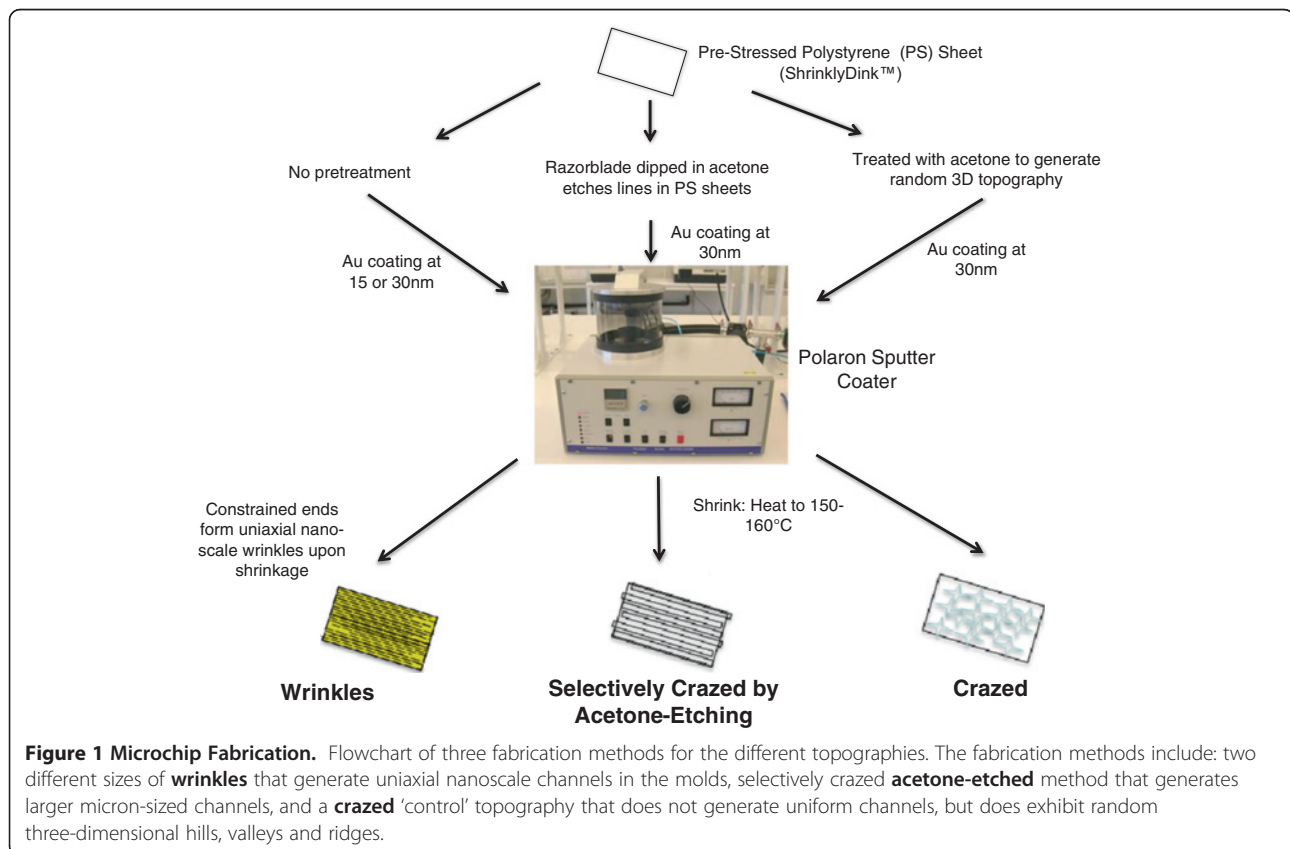 Pre-Stressed Polystyrene (PS) Sheet
(ShrinklyDink™)
No pretreatment
Razorblade dipped in acetone
etches lines in PS sheets
Treated with acetone to generate
random 3D topography
Au coating at
15 or 30nm
Au coating at
30nm
Au coating at
30nm
Polaron Sputter
Coater
Constrained ends
form uniaxial nano-
scale wrinkles upon
shrinkage
Shrink: Heat to 150-
160°C
Wrinkles
Selectively Crazed by
Acetone-Etching
Crazed
Figure 1 Microchip Fabrication. Flowchart of three fabrication methods for the different topographies. The fabrication methods include: two
different sizes of wrinkles that generate uniaxial nanoscale channels in the molds, selectively crazed acetone-etched method that generates
larger micron-sized channels, and a crazed ‘control’ topography that does not generate uniform channels, but does exhibit random
three-dimensional hills, valleys and ridges.